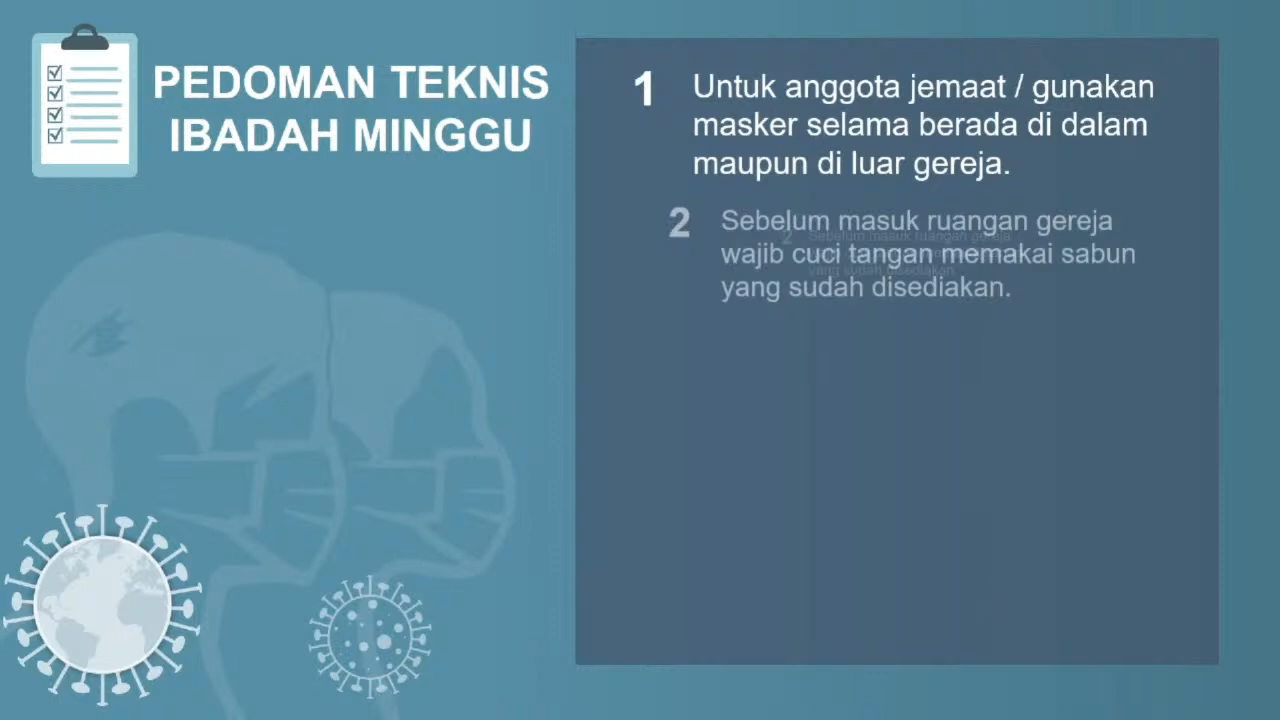 PEDOMAN TEKNIS
IBADAH MINGGU
1 Untuk anggota jemaat / gunakan
masker selama berada di dalam
maupun di luar gereja.
2 Sebelum masuk ruangan gereja
wajib cuci tangan memakai sabun
yang sudah disediakan.